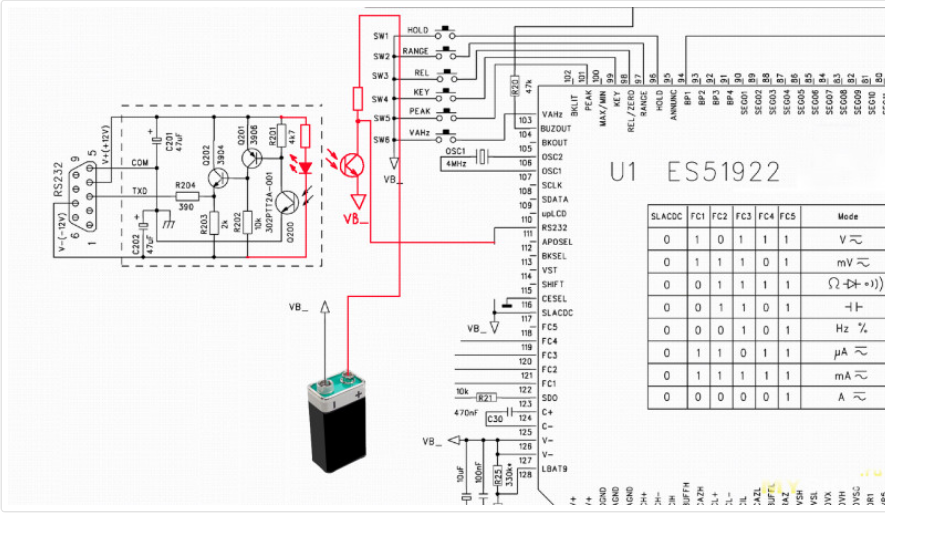 SW1
HOLD
SW2
RANGE
SW3
REL
SW4
KEY
SW5
PEAK
SW6
VAHz
VB_
VB_
R20
47k
OSC1
4MHz
102
101
100
99
98
97
96
95
94
93
92
91
90
89
88
87
86
85
84
83
82
81
80
BKLIT
PEAK
MAX/MIN
KEY
REL/ZERO
RANGE
HOLD
ANNUNC
BP1
BP2
BP3
BP4
SEG01
SEG02
SEG03
SEG04
SEG05
SEG06
SEG07
SEG08
SEG09
SEG10
RS232
9
5
6
1
V+(+12V)
V-(-12V)
COM
TXD
C201
47uF
C202
47uF
R204
390
Q202
3904
Q201
3906
R201
4k7
R203
2k
R202
10k
302PTT2A-001
Q200
103
VAHz
104
BUZOUT
105
BKOUT
106
OSC2
107
OSC1
108
SCLK
109
SDATA
110
upLCD
111
RS232
112
APOSEL
113
BKSEL
114
VST
115
SHIFT
116
CESEL
117
SLACDC
118
FC5
119
FC4
120
FC3
121
FC2
122
FC1
123
SDO
124
C+
125
C-
126
V-
127
V-
128
LBAT9
U1 ES51922
SLACDC FC1 FC2 FC3 FC4 FC5 Mode
0 1 0 1 1 1 V
0 1 1 1 0 1 mV
0 0 1 1 1 1 Ω
0 0 1 1 0 1
0 0 0 1 0 1 Hz %
0 1 1 0 1 1 µA
0 1 1 1 1 1 mA
0 0 0 0 0 1 A
VB_
VB_
- +
10k
R21
470nF
C30
VB_
10uF
100nF
R25
330k*